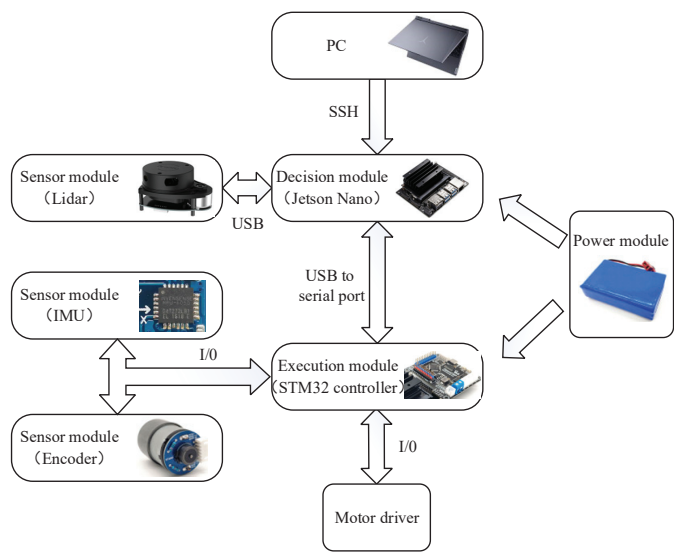 PC
SSH
Sensor module
（Lidar）
USB
Decision module
（Jetson Nano）
Power module
USB to
serial port
Sensor module
（IMU）
I/0
Execution module
（STM32 controller）
Sensor module
（Encoder）
I/0
Motor driver